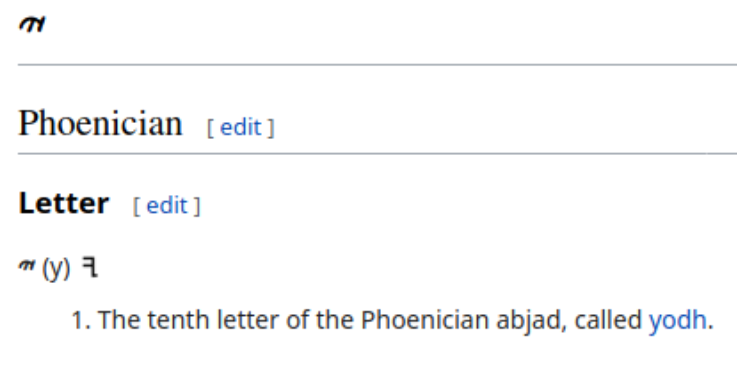 𐤉
Phoenician [ edit ]
Letter [ edit ]
𐤉 (y) 𐤉
1. The tenth letter of the Phoenician abjad, called yodh.